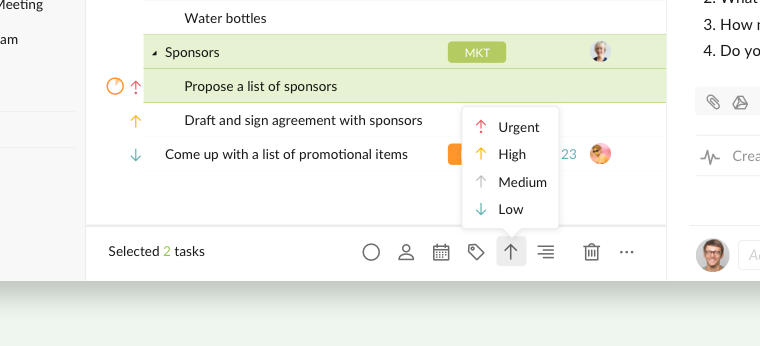 Meeting
am
Water bottles
Sponsors MKT
Propose a list of sponsors
Draft and sign agreement with sponsors
Come up with a list of promotional items 23
Urgent
High
Medium
Low
Selected 2 tasks
2. What
3. How
4. Do yo
Crea